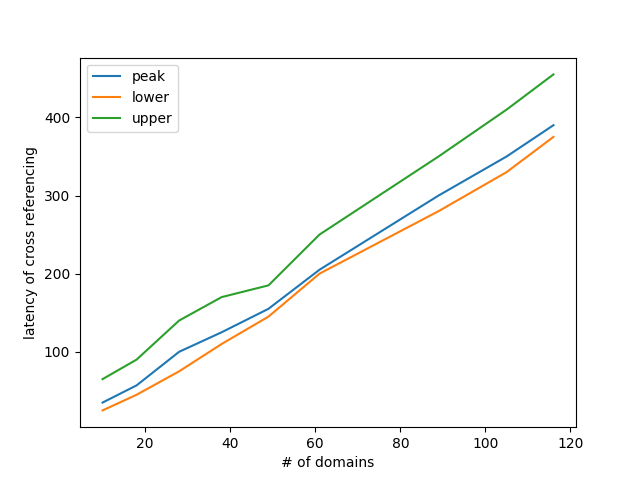 peak
lower
upper
400
300
200
100
latency of cross referencing
20 40 60 80 100 120
# of domains